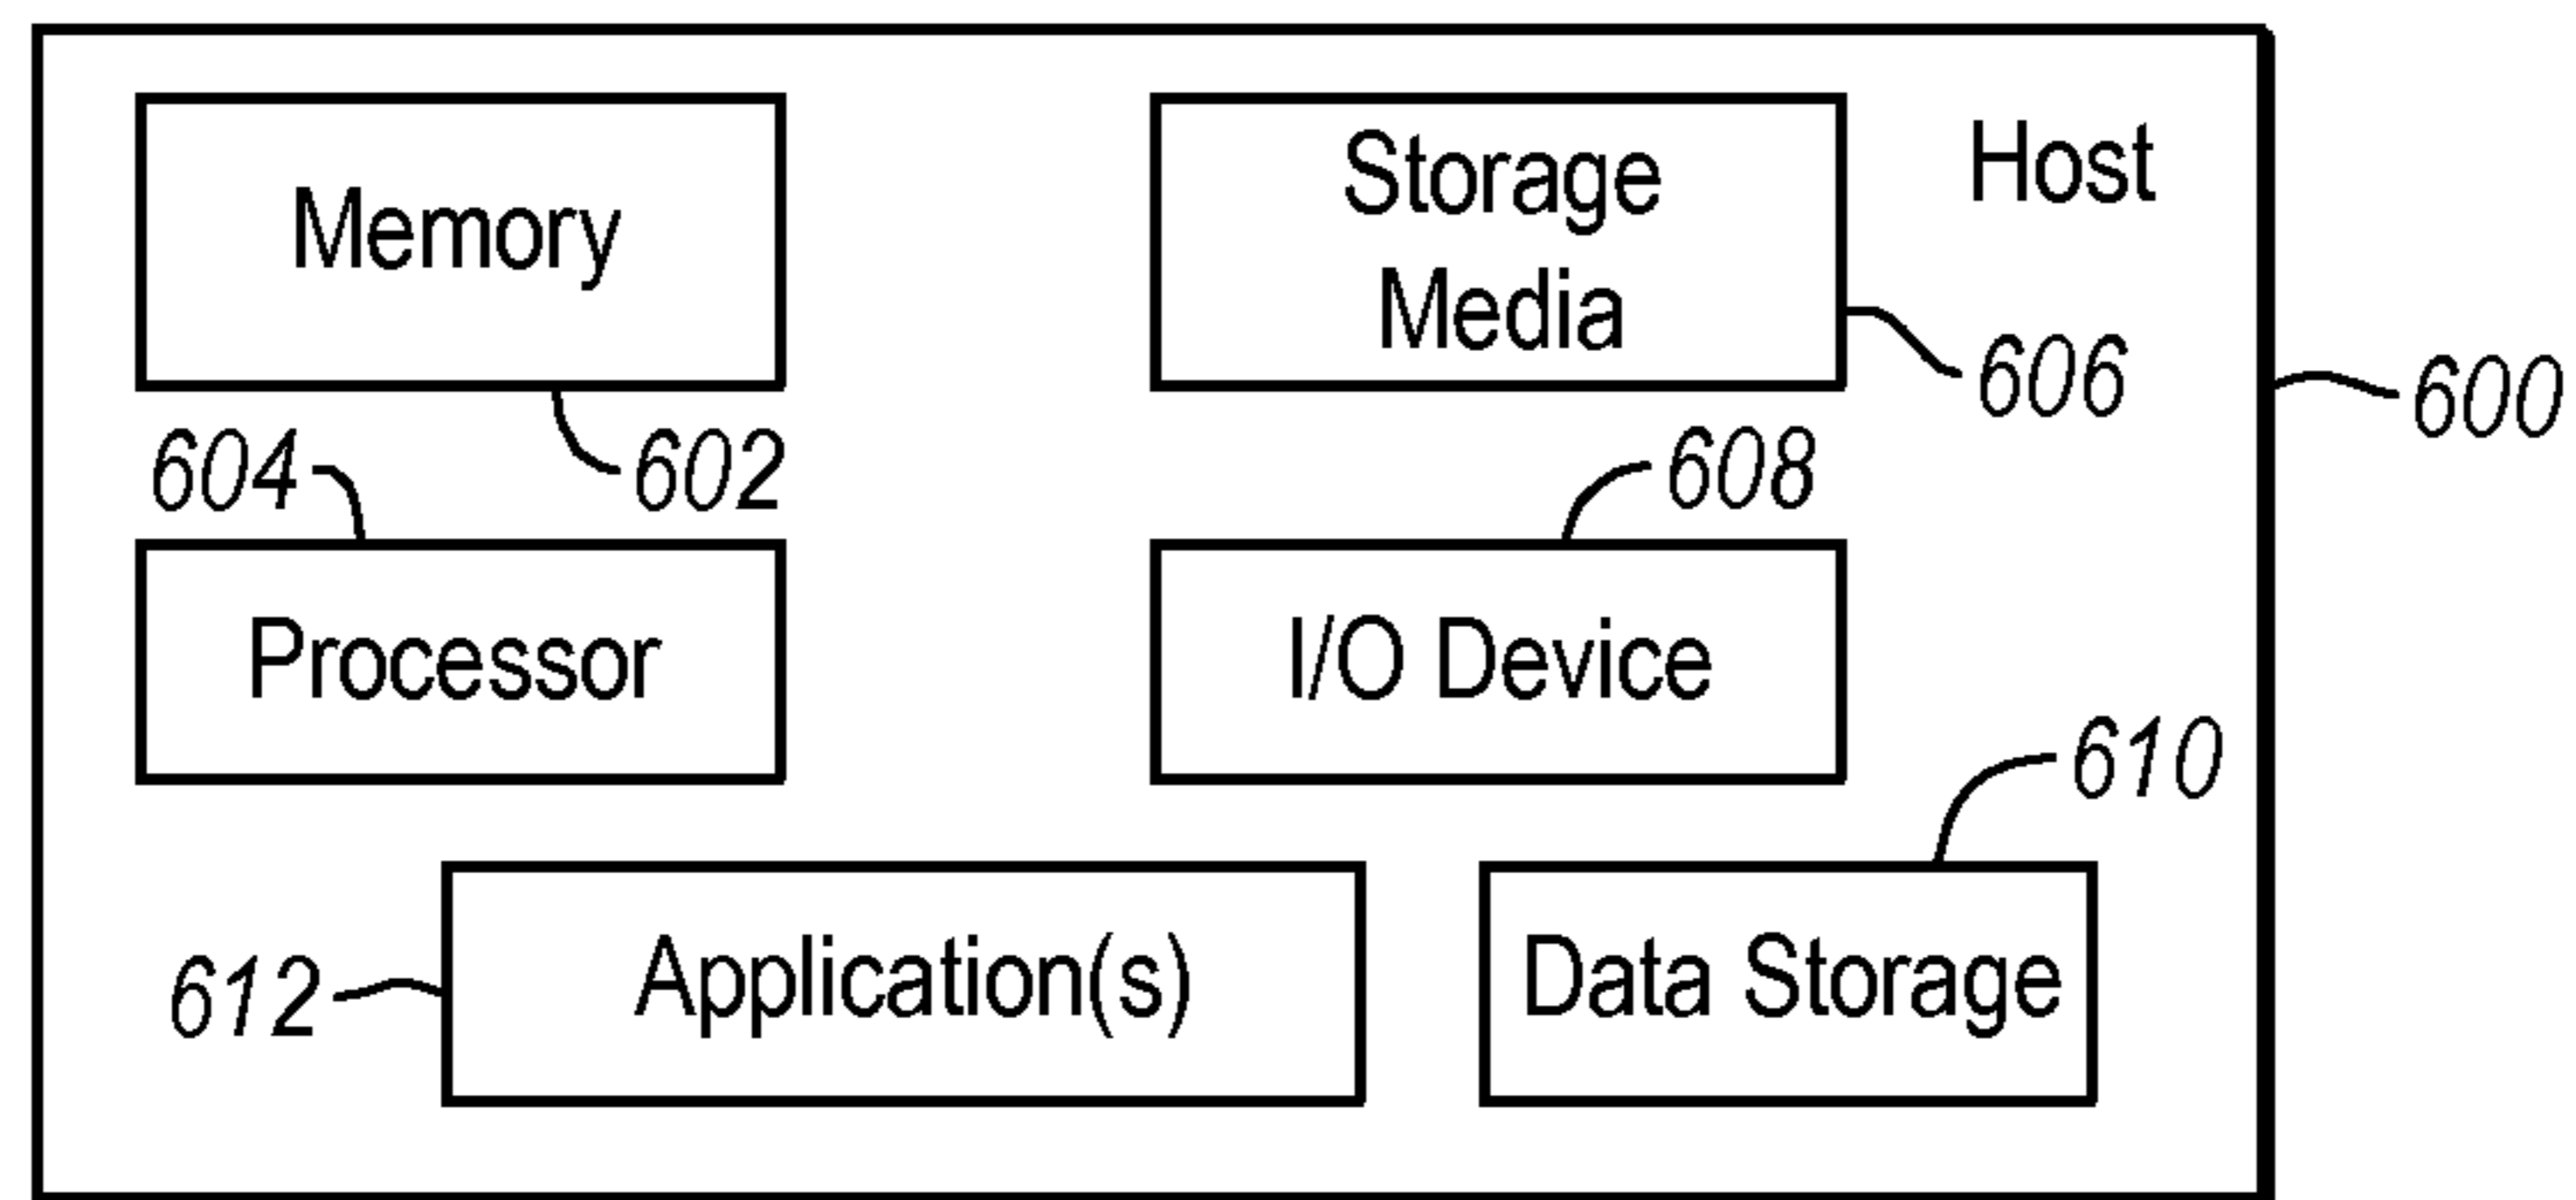 Memory
Storage
Media
Host
606
600
604
602
608
Processor
I/O Device
610
612
Application(s)
Data Storage